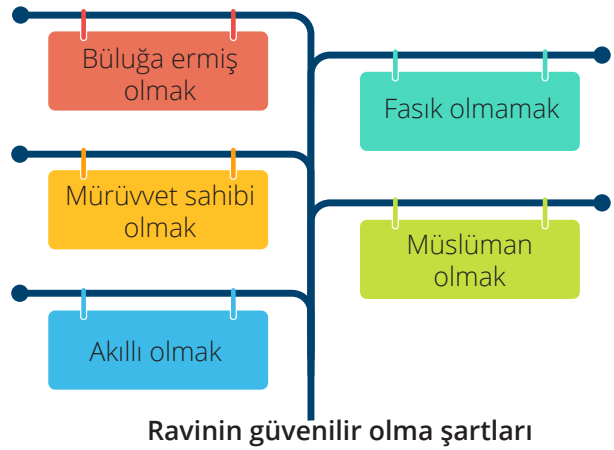 Büluğa ermiş
olmak
Fasık olmamak
Mürüvvet sahibi
olmak
Müslüman
olmak
Akıllı olmak
Ravinin güvenilir olma şartları